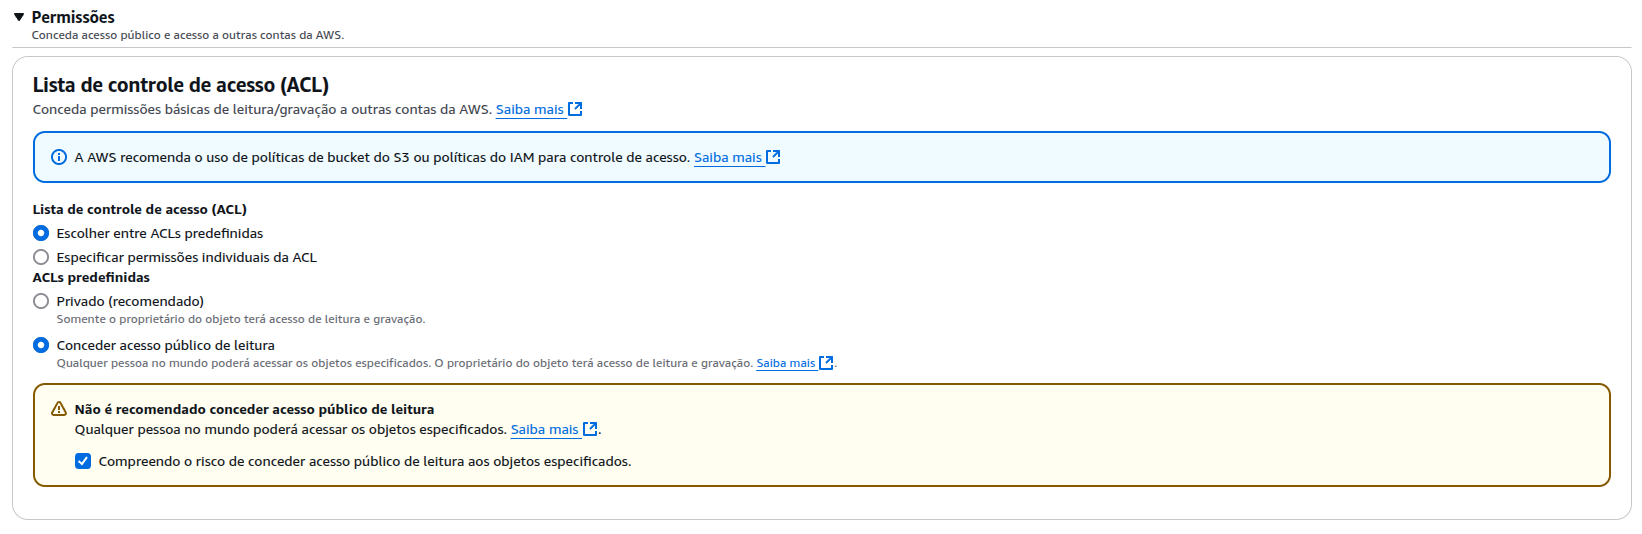 Permissões
Conceda acesso público e acesso a outras contas da AWS.
Lista de controle de acesso (ACL)
Conceda permissões básicas de leitura/gravação a outras contas da AWS. Saiba mais
A AWS recomenda o uso de políticas de bucket do S3 ou políticas do IAM para controle de acesso. Saiba mais
Lista de controle de acesso (ACL)
Escolher entre ACLs predefinidas
Especificar permissões individuais da ACL
ACLs predefinidas
Privado (recomendado)
Somente o proprietário do objeto terá acesso de leitura e gravação.
Conceder acesso público de leitura
Qualquer pessoa no mundo poderá acessar os objetos especificados. O proprietário do objeto terá acesso de leitura e gravação. Saiba mais.
Não é recomendado conceder acesso público de leitura
Qualquer pessoa no mundo poderá acessar os objetos especificados. Saiba mais.
Compreendo o risco de conceder acesso público de leitura aos objetos especificados.